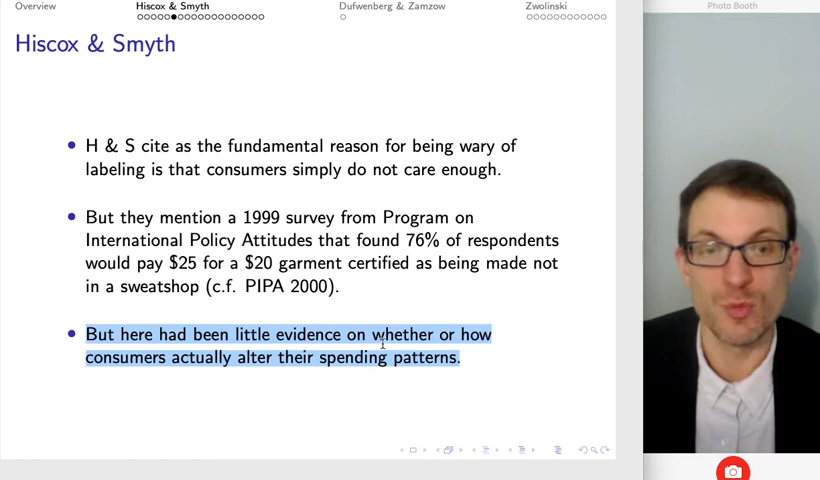 Overview
Hiscox & Smyth
Dufwenberg & Zamzow
Zwolinski
Photo Booth
Hiscox & Smyth
H & S cite as the fundamental reason for being wary of
labeling is that consumers simply do not care enough.
But they mention a 1999 survey from Program on
International Policy Attitudes that found 76% of respondents
would pay $25 for a $20 garment certified as being made not
in a sweatshop (c.f. PIPA 2000).
But here had been little evidence on whether or how
consumers actually alter their spending patterns.